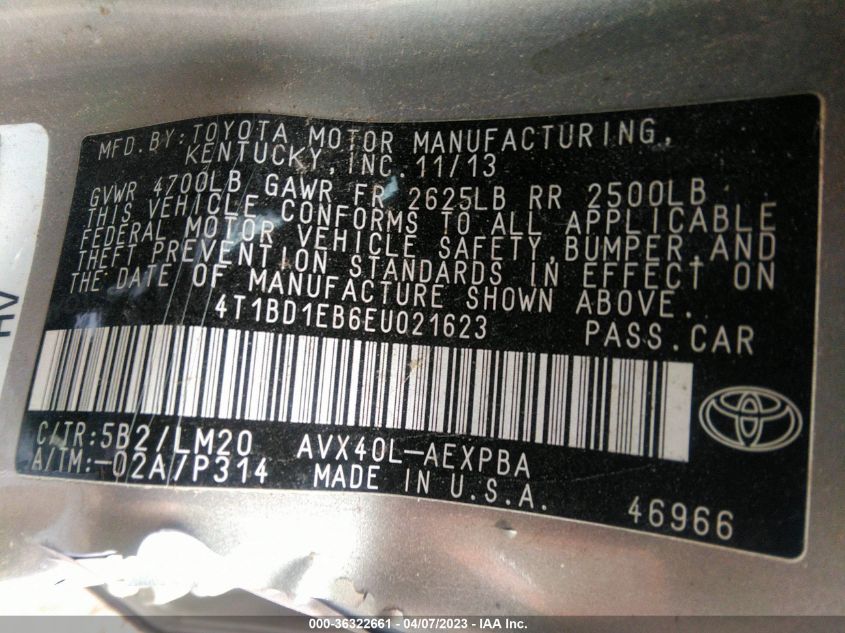 MFD.BY:TOYOTA MOTOR MANUFACTURING,
KENTUCKY,INC.11/13
GVWR 4700LB GAWR FR 2625LB RR 2500LB
THIS VEHICLE CONFORMS TO ALL APPLICABLE
FEDERAL MOTOR VEHICLE SAFETY,BUMPER,AND
THEFT PREVENTION STANDARDS IN EFFECT ON
THE DATE OF MANUFACTURE SHOWN ABOVE.
4T1BD1EB6EU021623 PASS.CAR
C/TR:5B2/LM20 AVX40L-AEXPBA
A/TM:-02A/P314 MADE IN U.S.A.
46966
HV
000-36322661 - 04/07/2023 - IAA Inc.